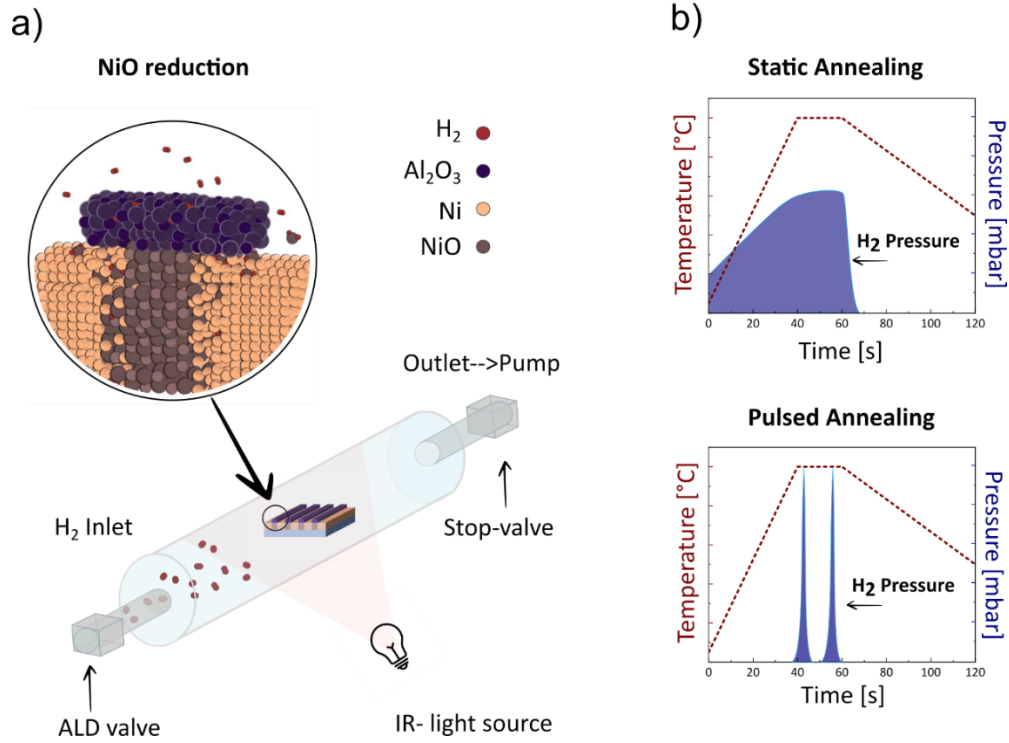 a)
NiO reduction
H₂
Al₂O₃
Ni
NiO
Outlet-->Pump
H₂ Inlet
Stop-valve
ALD valve
IR- light source
b)
Static Annealing
Temperature [°C]
Pressure [mbar]
H₂ Pressure
0 20 40 60 80 100 120
Time [s]
Pulsed Annealing
Temperature [°C]
Pressure [mbar]
H₂ Pressure
0 20 40 60 80 100 120
Time [s]